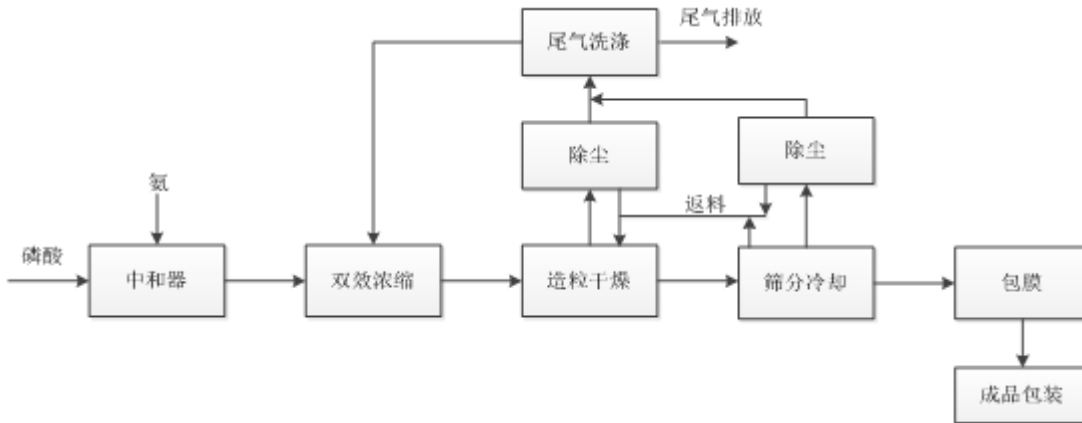 尾气排放
尾气洗涤
除尘
除尘
氨
返料
磷酸
中和器
双效浓缩
造粒干燥
筛分冷却
包膜
成品包装